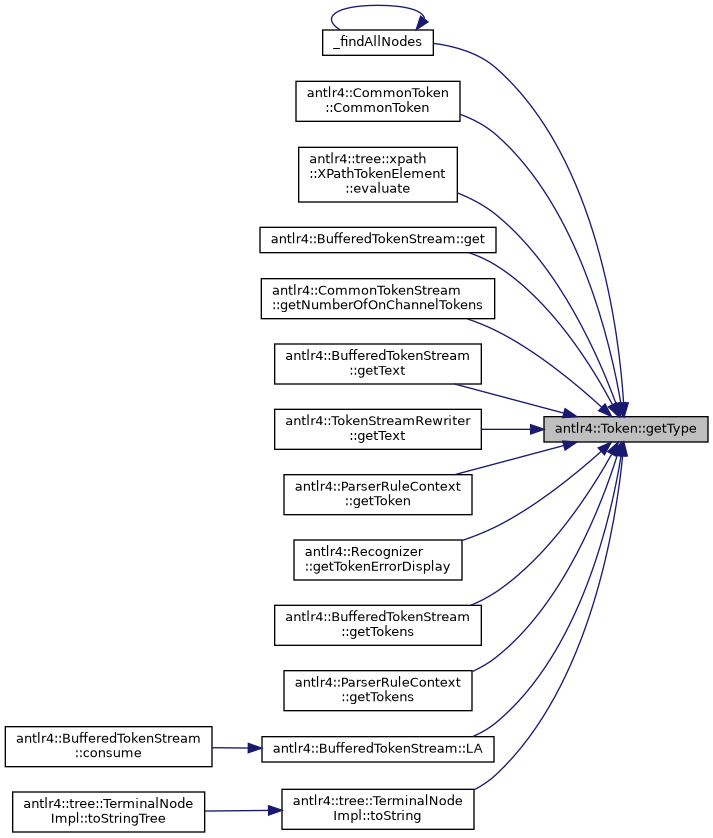 _findAllNodes
antlr4::CommonToken
::CommonToken
antlr4::tree::xpath
::XPathTokenElement
::evaluate
antlr4::BufferedTokenStream::get
antlr4::CommonTokenStream
::getNumberOfOnChannelTokens
antlr4::BufferedTokenStream
::getText
antlr4::TokenStreamRewriter
::getText
antlr4::Token::getType
antlr4::ParserRuleContext
::getToken
antlr4::Recognizer
::getTokenErrorDisplay
antlr4::BufferedTokenStream
::getTokens
antlr4::ParserRuleContext
::getTokens
antlr4::BufferedTokenStream
::consume
antlr4::BufferedTokenStream::LA
antlr4::tree::TerminalNode
Impl::toStringTree
antlr4::tree::TerminalNode
Impl::toString